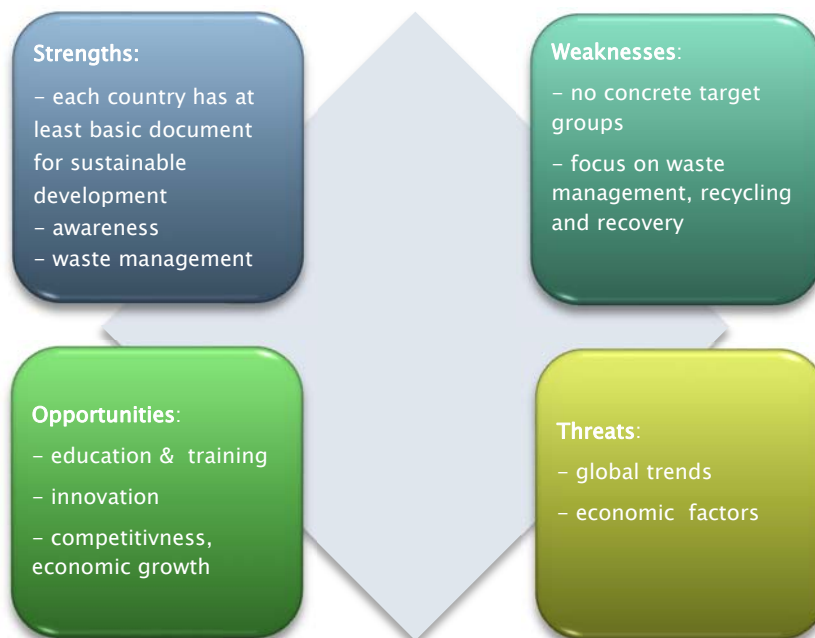 Strengths:
– each country has at
least basic document
for sustainable
development
– awareness
– waste management
Weaknesses:
– no concrete target
groups
– focus on waste
management, recycling
and recovery
Opportunities:
– education & training
– innovation
– competitivness,
economic growth
Threats:
– global trends
– economic factors